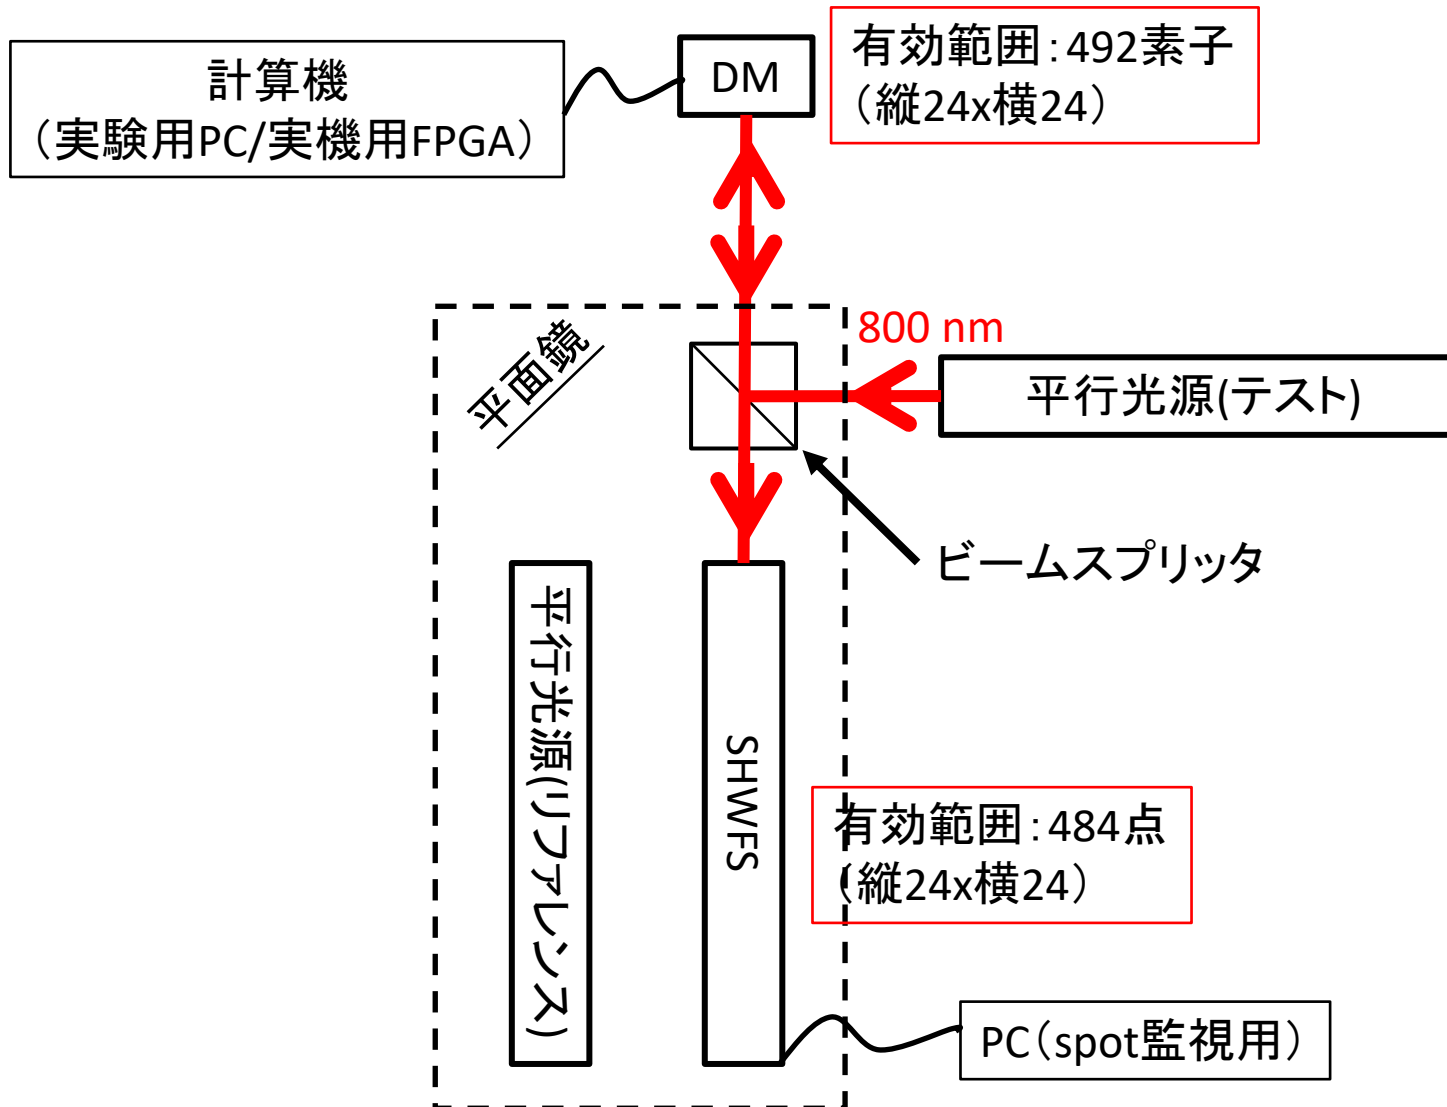 計算機
（実験用PC/実機用FPGA）
DM
有効範囲：492素子
（縦24x横24）
平面鏡
800 nm
平行光源(テスト)
ビームスプリッタ
平行光源(リファレンス)
SHWFS
有効範囲：484点
（縦24x横24）
PC（spot監視用）